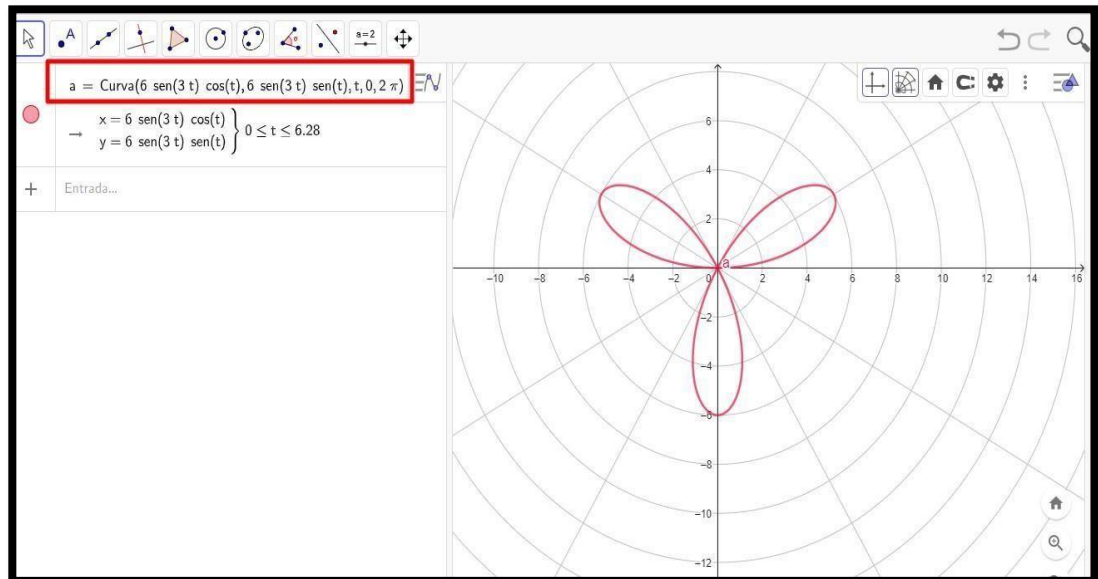 A
a=2
a = Curva(6 sen(3 t) cos(t), 6 sen(3 t) sen(t), t, 0, 2 π)
→ x = 6 sen(3 t) cos(t)
y = 6 sen(3 t) sen(t) } 0 ≤ t ≤ 6.28
+ Entrada...
6
4
2
a
−10 −8 −6 −4 −2 0 2 4 6 8 10 12 14 16
−2
−4
−6
−8
−10
−12